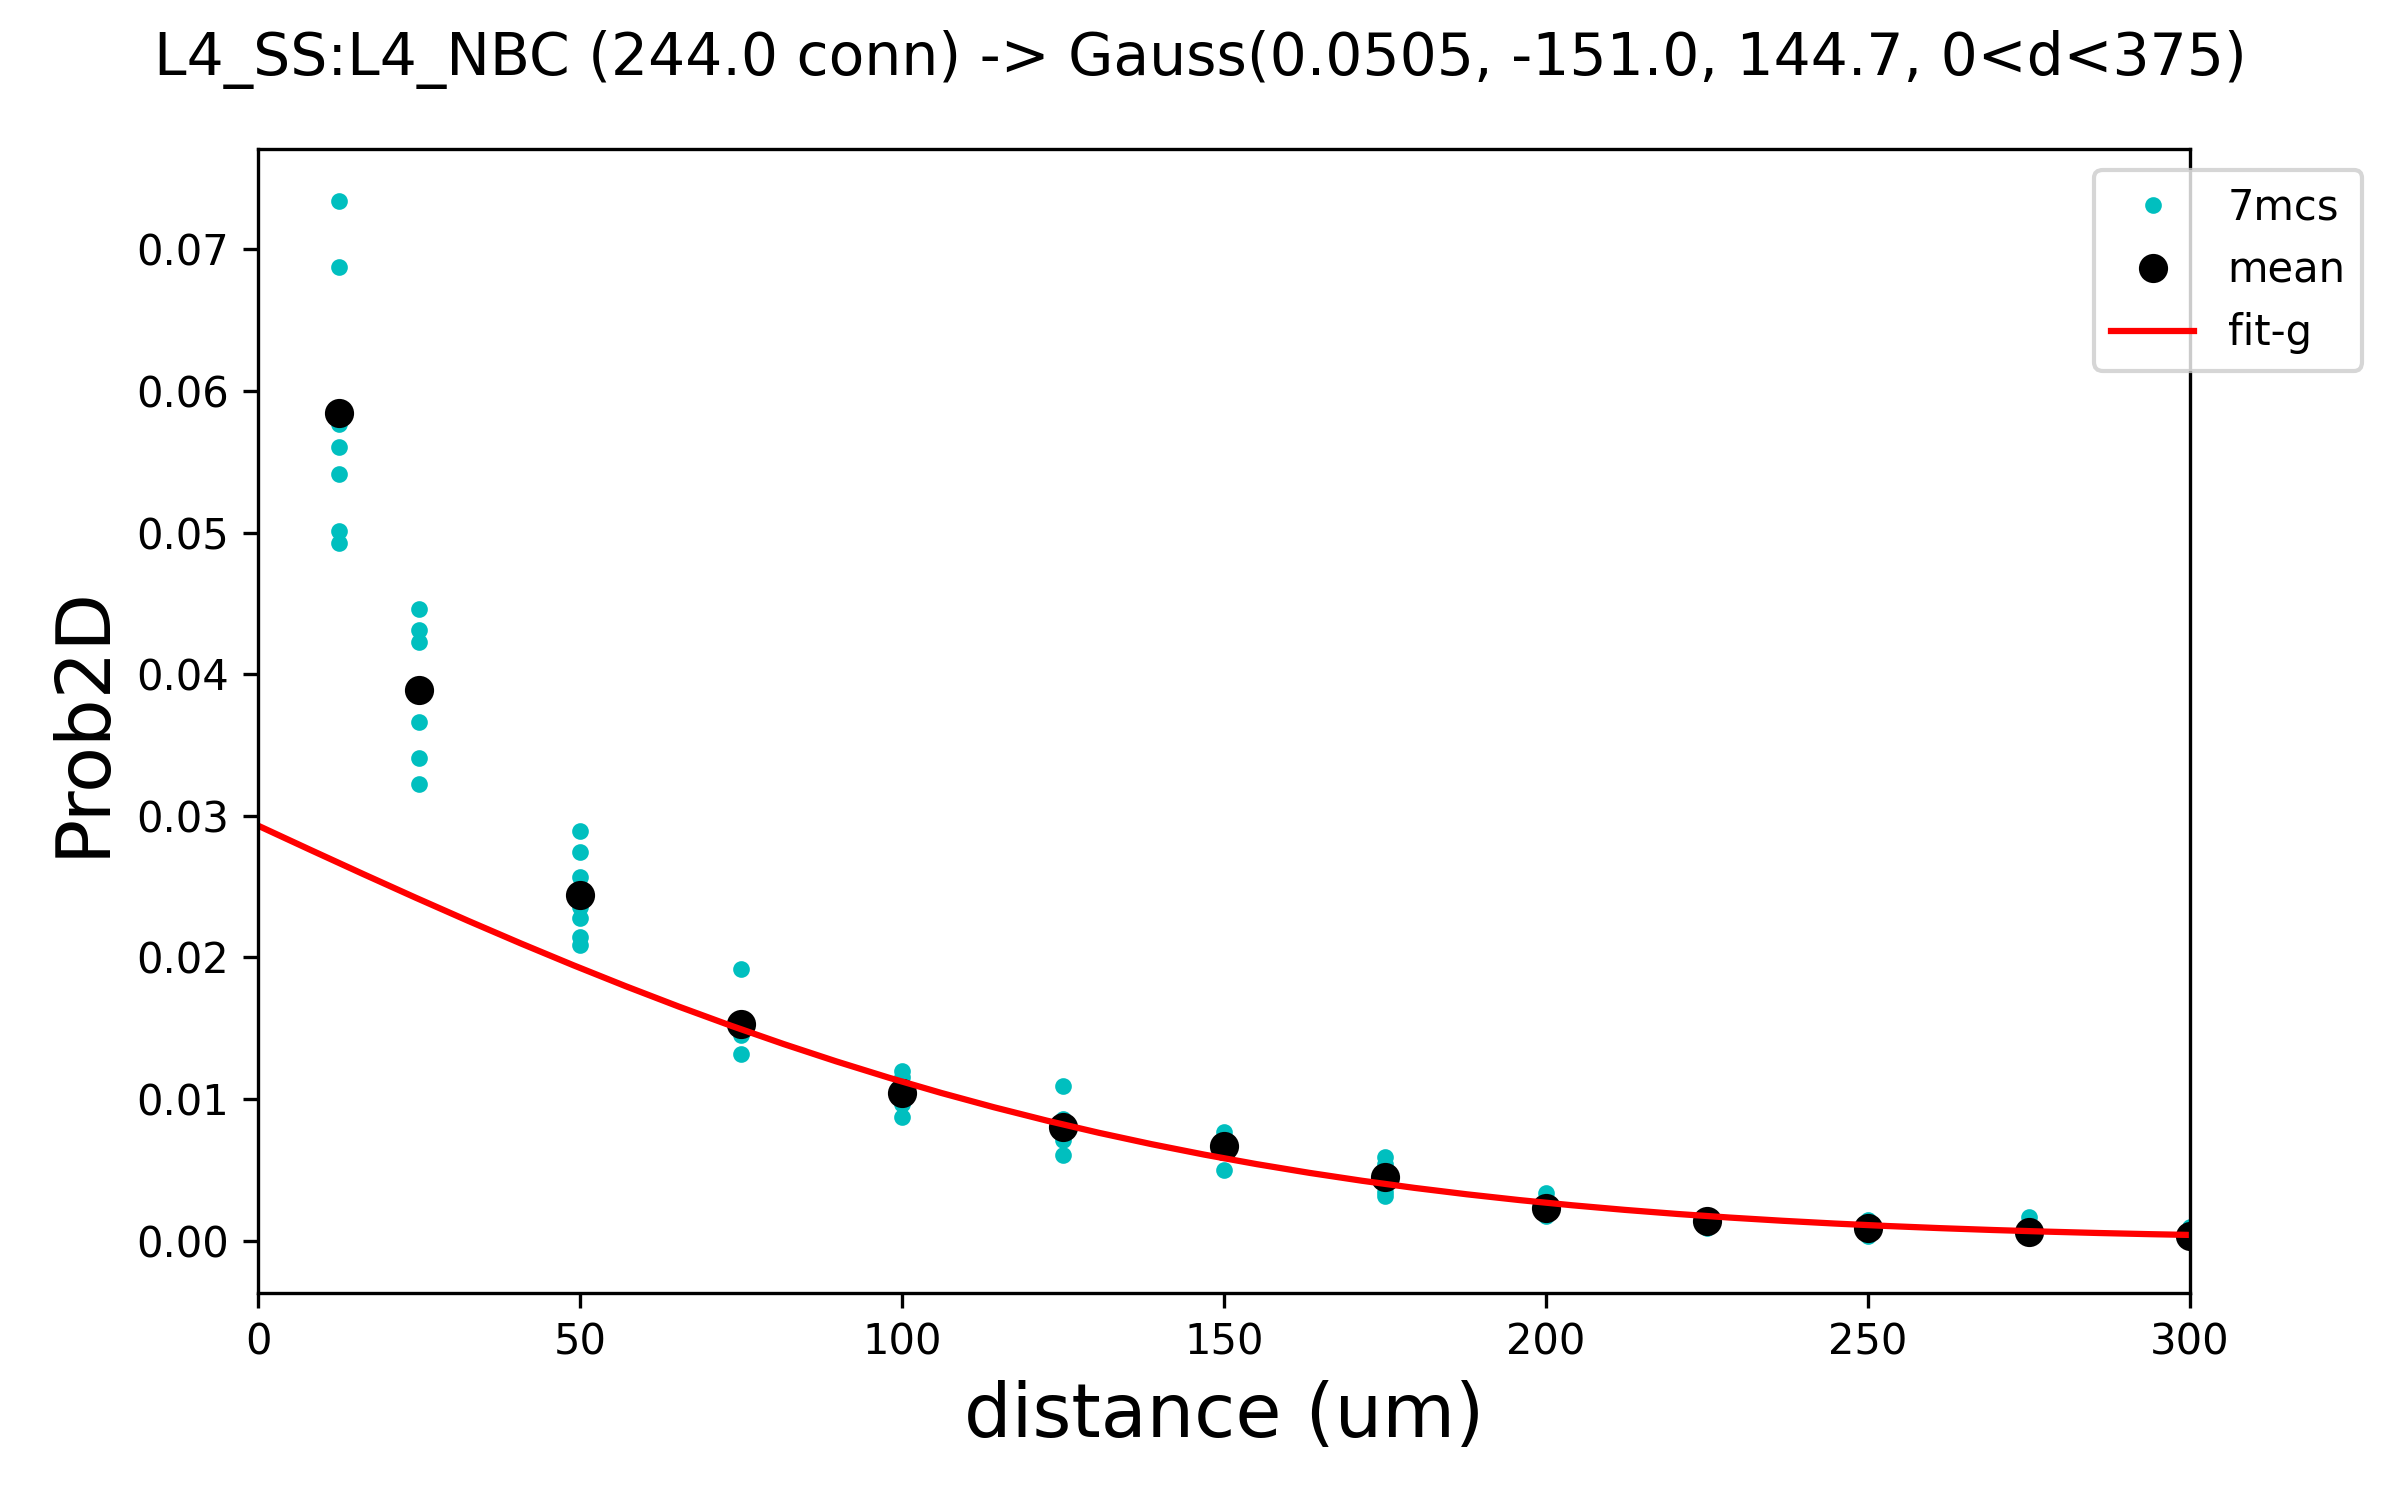 L4_SS:L4_NBC (244.0 conn) -> Gauss(0.0505, -151.0, 144.7, 0<d<375)
7mcs
mean
fit-g
Prob2D
0.07
0.06
0.05
0.04
0.03
0.02
0.01
0.00
0 50 100 150 200 250 300
distance (um)